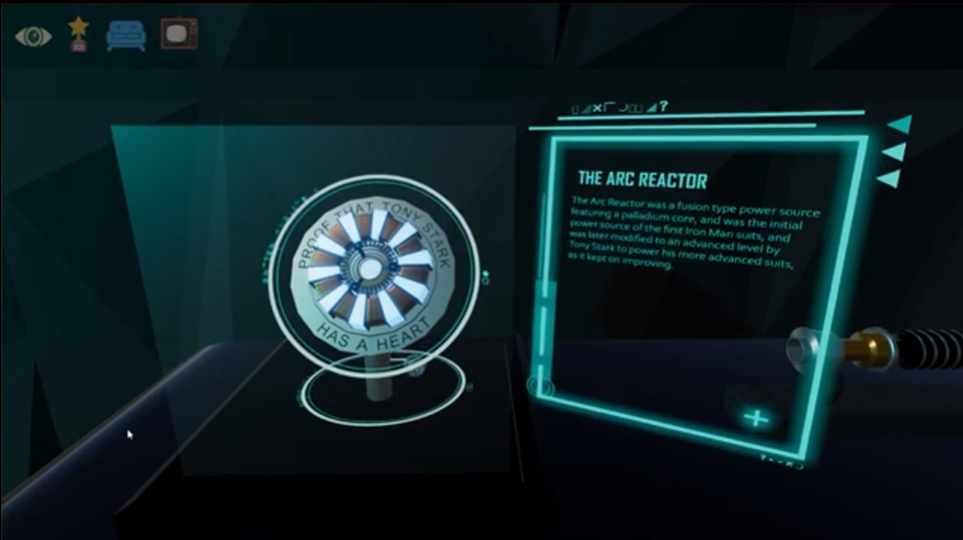 PROOF THAT TONY STARK
HAS A HEART
THE ARC REACTOR
The Arc Reactor was a fusion type power source
featuring a palladium core, and was the initial
power source of the first Iron Man suits, and
was later modified to an advanced level by
Tony Stark to power his more advanced suits,
as it kept on improving.